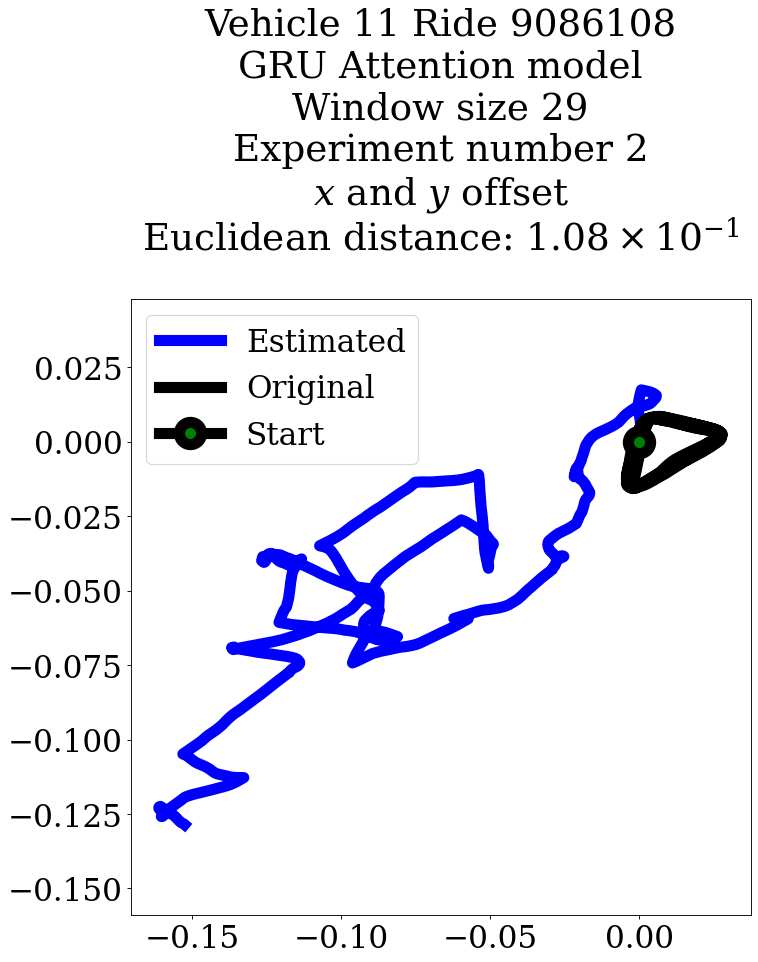 Vehicle 11 Ride 9086108
GRU Attention model
Window size 29
Experiment number 2
x and y offset
Euclidean distance: 1.08 × 10⁻¹
Estimated
Original
Start
0.025
0.000
−0.025
−0.050
−0.075
−0.100
−0.125
−0.150
−0.15 −0.10 −0.05 0.00